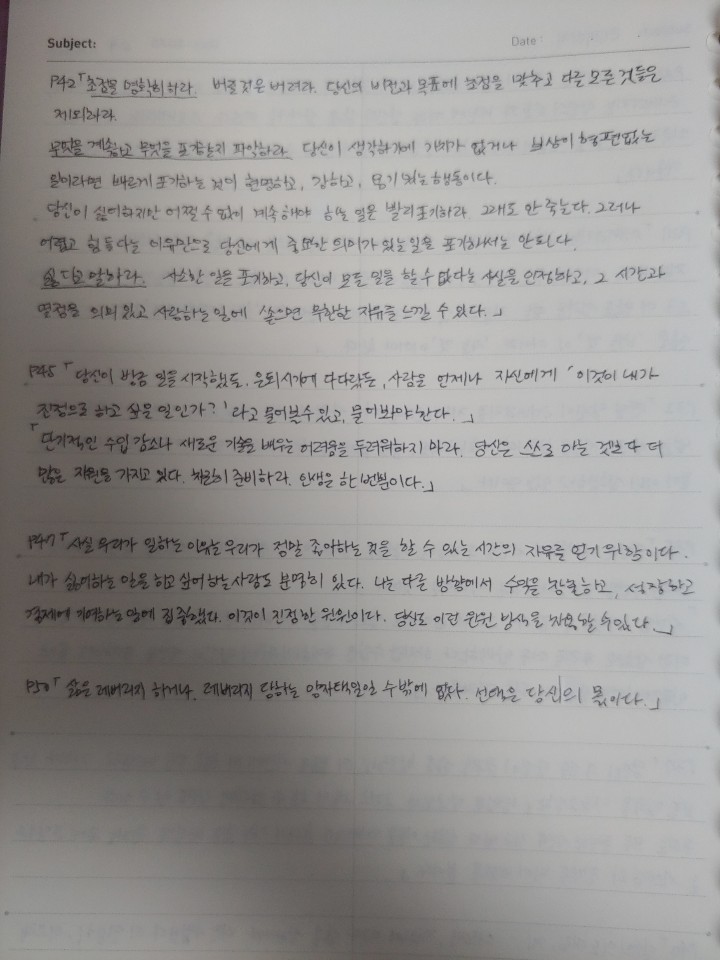 Subject:
Date :
P42「초점을 명확히하라. 버릴것은 버려라. 당신의 비전과 목표에 초점을 맞추고 다른 모든 것들은
제외하라.
무엇을 계속하고 무엇을 포기할는지 파악하라. 당신이 생각하기에 가치가 없거나 보상이 형편없는
일이라면 빠르게 포기하는 것이 현명하고, 강하고, 용기 있는 행동이다.
당신이 싫어하지만 어쩔 수 없이 계속해야 하는 일은 빨리 포기하라. 그래도 안 죽는다. 그러나
어렵고 힘들다는 이유만으로 당신에게 중요한 의미가 있는 일을 포기해서는 안된다.
싫다고 말하라. 사소한 일을 포기하고, 당신이 모든 일을 할 수 없다는 사실을 인정하고, 그 시간과
열정을 의미 있고 사랑하는 일에 쏟으면 무한한 자유를 느낄 수 있다.」
P45「당신이 방금 일을 시작했든, 은퇴시기에 다다랐든, 사람은 언제나 자신에게 '이것이 내가
진정으로 하고 싶을 일인가?' 라고 물어볼수 있고, 물어봐야 한다.」
「단기적인 수입 감소나 새로운 기술을 배우는 어려움을 두려워하지 마라. 당신은 스스로 아는 것보다 더
많은 자원을 가지고 있다. 착실히 준비하라. 인생은 한 번뿐이다.」
P47「사실 우리가 일하는 이유는 우리가 정말 좋아하는 것을 할 수 있는 시간의 자유를 얻기 위함이다.
내가 싫어하는 일을 하고 싶어하는 사람도 분명히 있다. 나는 다른 방향에서 수익을 창출하고, 성장하고
경제에 기여하는 일에 집중했다. 이것이 진정한 윈윈이다. 당신도 이런 윈윈 방식을 사용할 수 있다.」
P50「삶은 레버리지 하거나, 레버리지 당하는 양자택일일 수밖에 없다. 선택은 당신의 몫이다.」